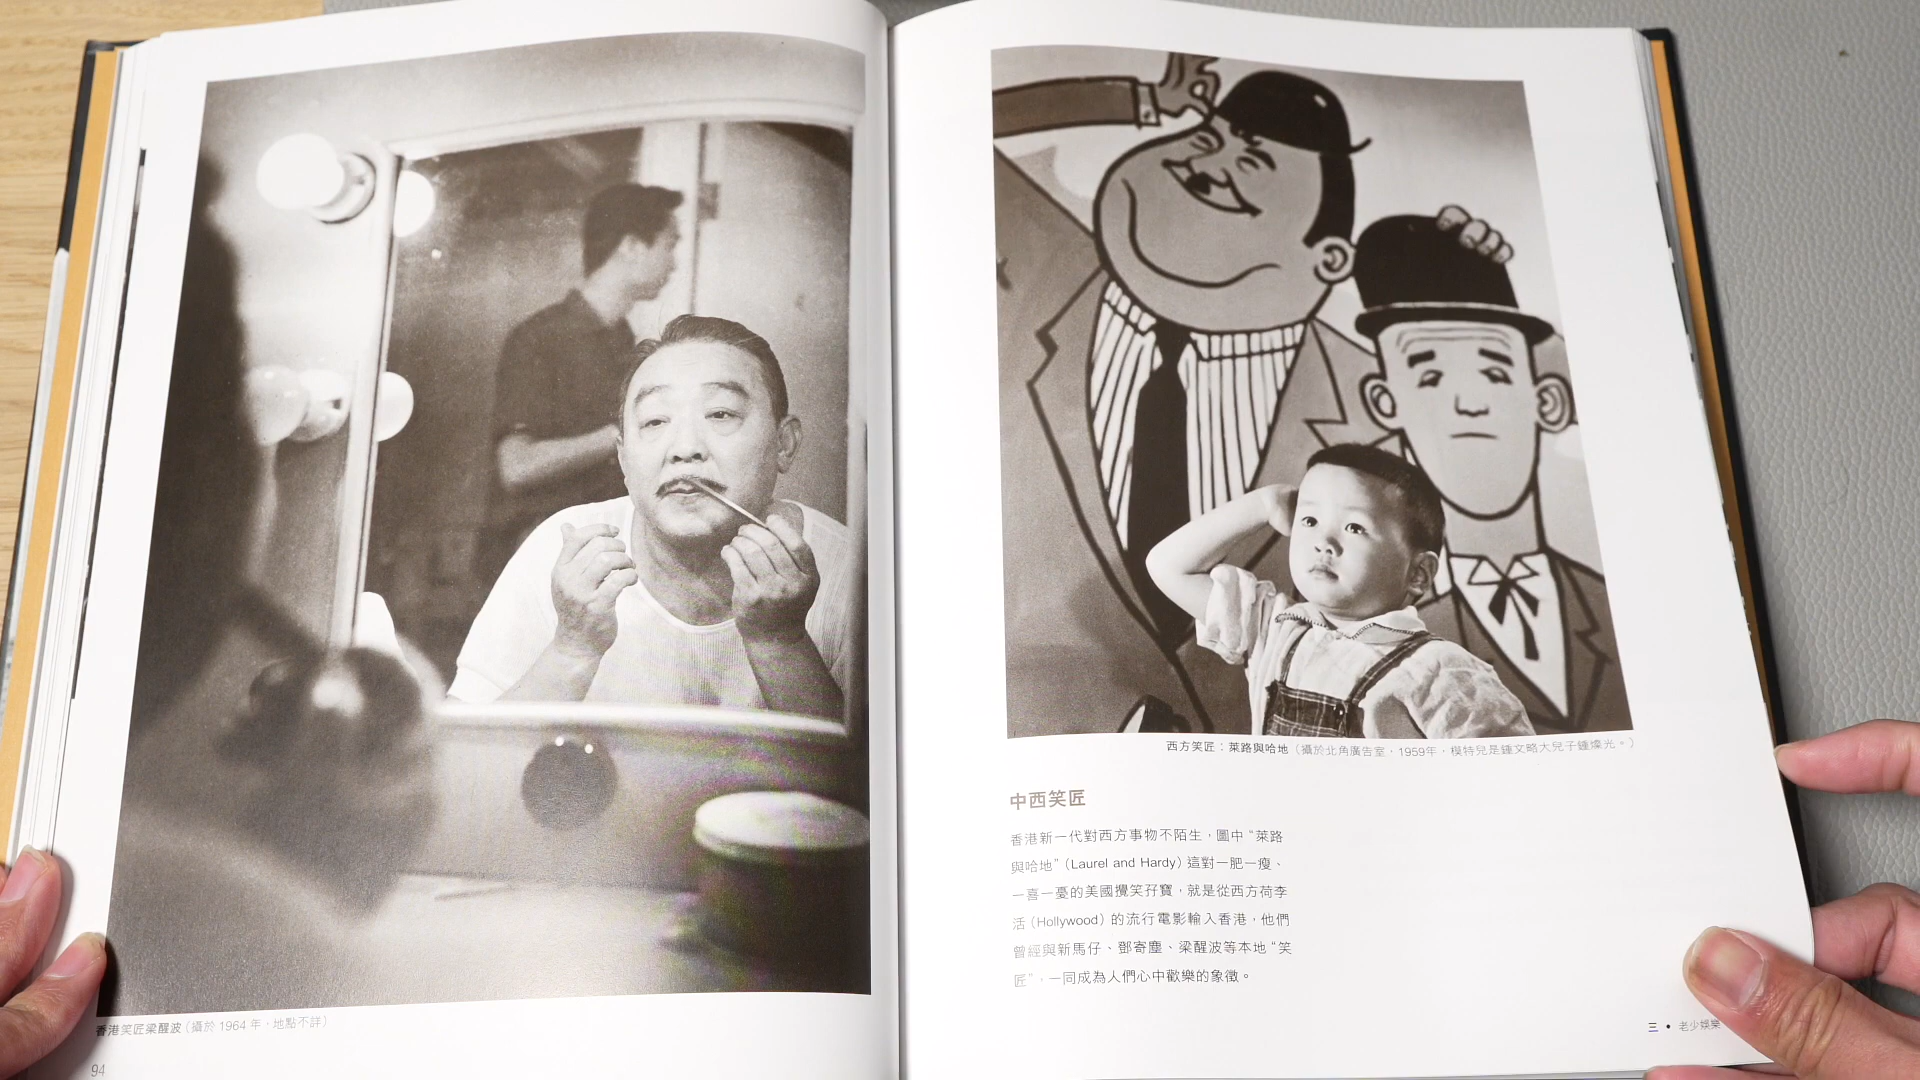 香港笑匠梁醒波（攝於 1964 年，地點不詳）
94
西方笑匠：萊路與哈地（攝於北角廣告室，1959年，模特兒是鍾文略大兒子鍾燦光。）
中西笑匠
香港新一代對西方事物不陌生，圖中 “萊路
與哈地”（Laurel and Hardy）這對一肥一瘦、
一喜一憂的美國攪笑孖寶，就是從西方荷李
活（Hollywood）的流行電影輸入香港，他們
曾經與新馬仔、鄧寄塵、梁醒波等本地 “笑
匠”，一同成為人們心中歡樂的象徵。
三 • 老少娛樂